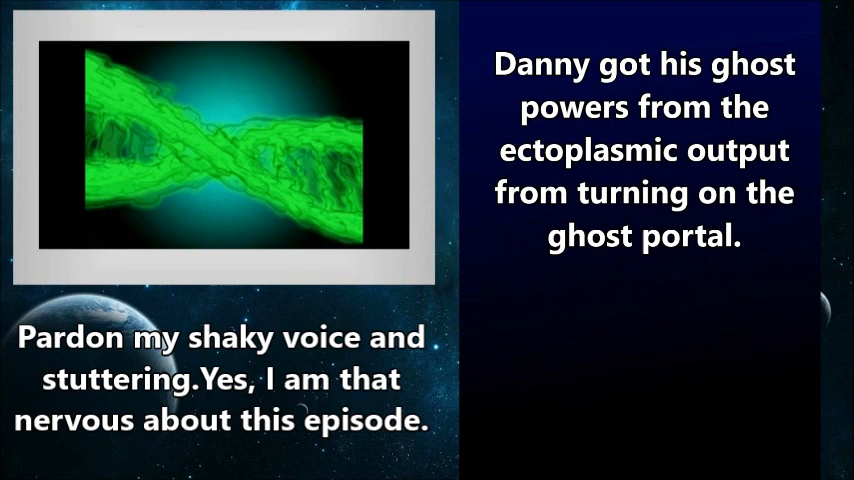 Danny got his ghost
powers from the
ectoplasmic output
from turning on the
ghost portal.
Pardon my shaky voice and
stuttering.Yes, I am that
nervous about this episode.